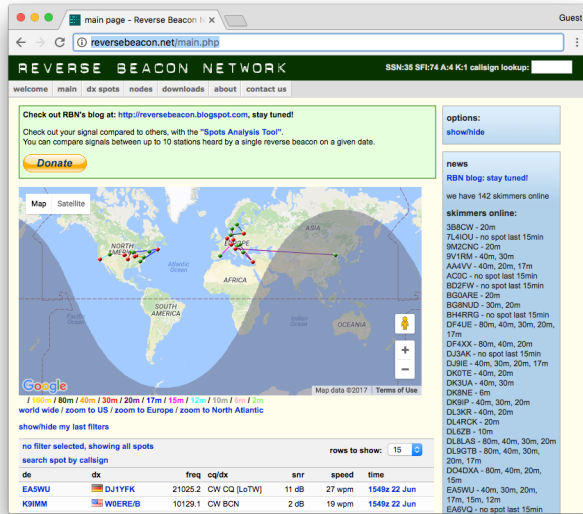 main page - Reverse Beacon N
Guest
reversebeacon.net/main.php
REVERSE BEACON NETWORK
SSN:35 SFI:74 A:4 K:1 callsign lookup:
welcome main dx spots nodes downloads about contact us
Check out RBN's blog at: http://reversebeacon.blogspot.com, stay tuned!
Check out your signal compared to others, with the "Spots Analysis Tool".
You can compare signals between up to 10 stations heard by a single reverse beacon on a given date.
Donate
Map Satellite
NORTH AMERICA
EUROPE
ASIA
Atlantic Ocean
AFRICA
SOUTH AMERICA
Pacific Ocean
Indian Ocean
OCEANIA
+
−
Google
Map data ©2017 Terms of Use
/ 160m / 80m / 40m / 30m / 20m / 17m / 15m / 12m / 10m / 6m / 2m
world wide / zoom to US / zoom to Europe / zoom to North Atlantic
show/hide my last filters
no filter selected, showing all spots
rows to show: 15
search spot by callsign
de dx freq cq/dx snr speed time
EA5WU DJ1YFK 21025.2 CW CQ [LoTW] 11 dB 27 wpm 1549z 22 Jun
K9IMM W0ERE/B 10129.1 CW BCN 2 dB 19 wpm 1549z 22 Jun
options:
show/hide
news
RBN blog: stay tuned!
we have 142 skimmers online
skimmers online:
3B8CW - 20m
7L4IOU - no spot last 15min
9M2CNC - 20m
9V1RM - 40m, 30m
AA4VV - 40m, 20m, 17m
AC0C - no spot last 15min
BD2FW - no spot last 15min
BG0ARE - 20m
BG8NUD - 30m, 20m
BH4RRG - no spot last 15min
DF4UE - 80m, 40m, 30m, 20m,
17m
DF4XX - 80m, 40m, 20m
DJ3AK - no spot last 15min
DJ9IE - 40m, 30m, 20m, 17m
DK0TE - 40m, 20m
DK3UA - 40m, 30m
DK8NE - 6m
DK9IP - 40m, 30m, 20m
DL3KR - 40m, 20m
DL4RCK - 20m
DL6ZB - 10m
DL8LAS - 80m, 40m, 30m, 20m
DL9GTB - 80m, 40m, 30m,
20m, 17m
DO4DXA - 80m, 40m, 20m,
15m
EA5WU - 40m, 30m, 20m,
17m, 15m, 12m
EA6VQ - no spot last 15min